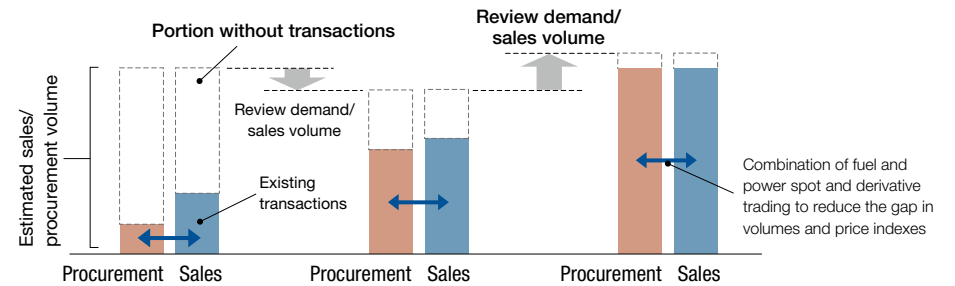 Review demand/
sales volume
Portion without transactions
Estimated sales/
procurement volume
Review demand/
sales volume
Existing
transactions
Combination of fuel and
power spot and derivative
trading to reduce the gap in
volumes and price indexes
Procurement Sales
Procurement Sales
Procurement Sales